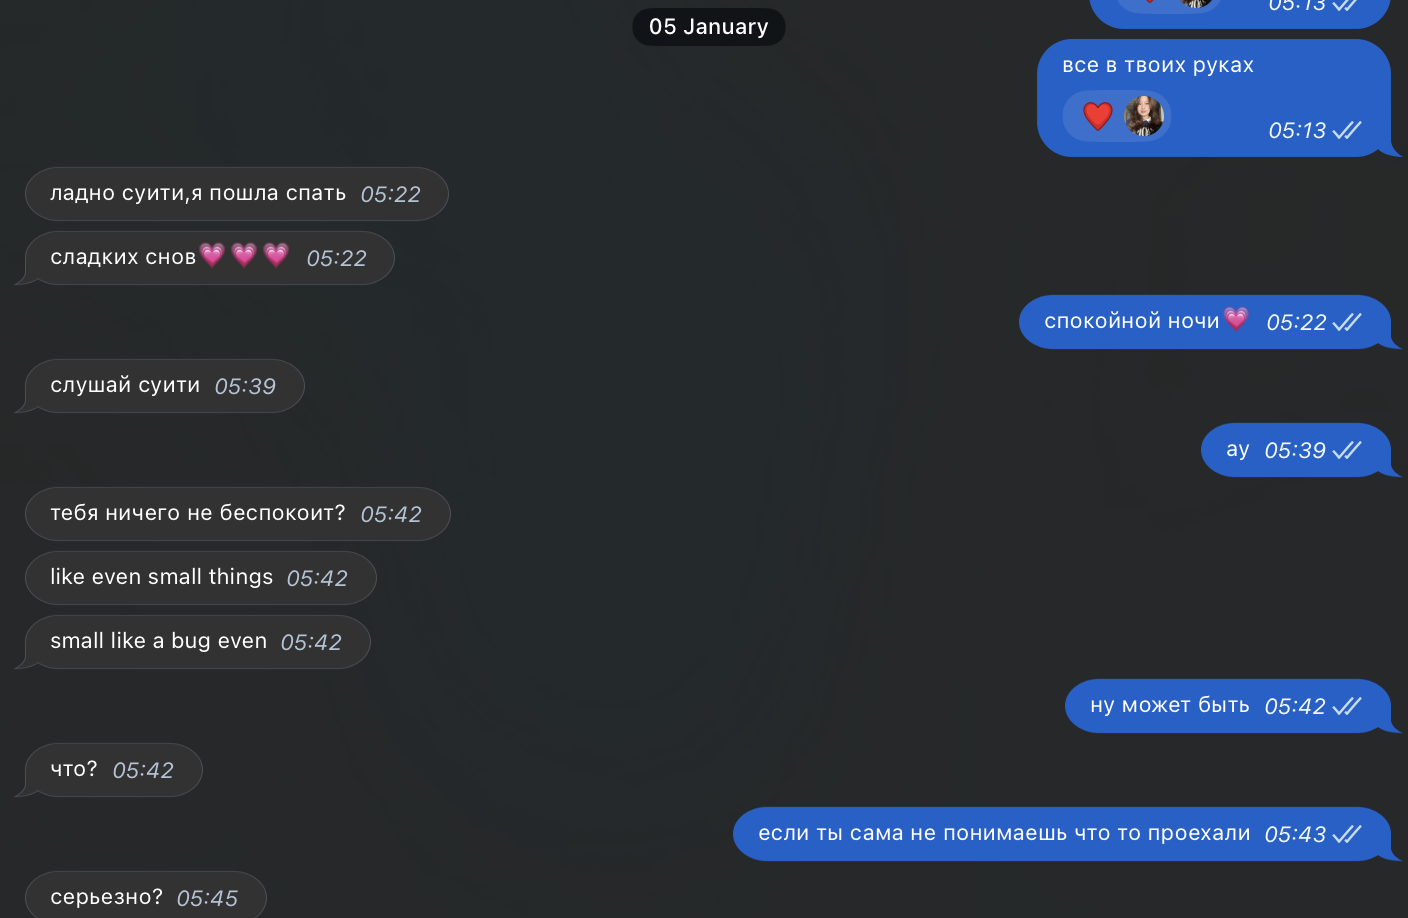 05:13
05 January
все в твоих руках
05:13
ладно суити,я пошла спать 05:22
сладких снов💗💗💗 05:22
спокойной ночи💗 05:22
слушай суити 05:39
ау 05:39
тебя ничего не беспокоит? 05:42
like even small things 05:42
small like a bug even 05:42
ну может быть 05:42
что? 05:42
если ты сама не понимаешь что то проехали 05:43
серьезно? 05:45